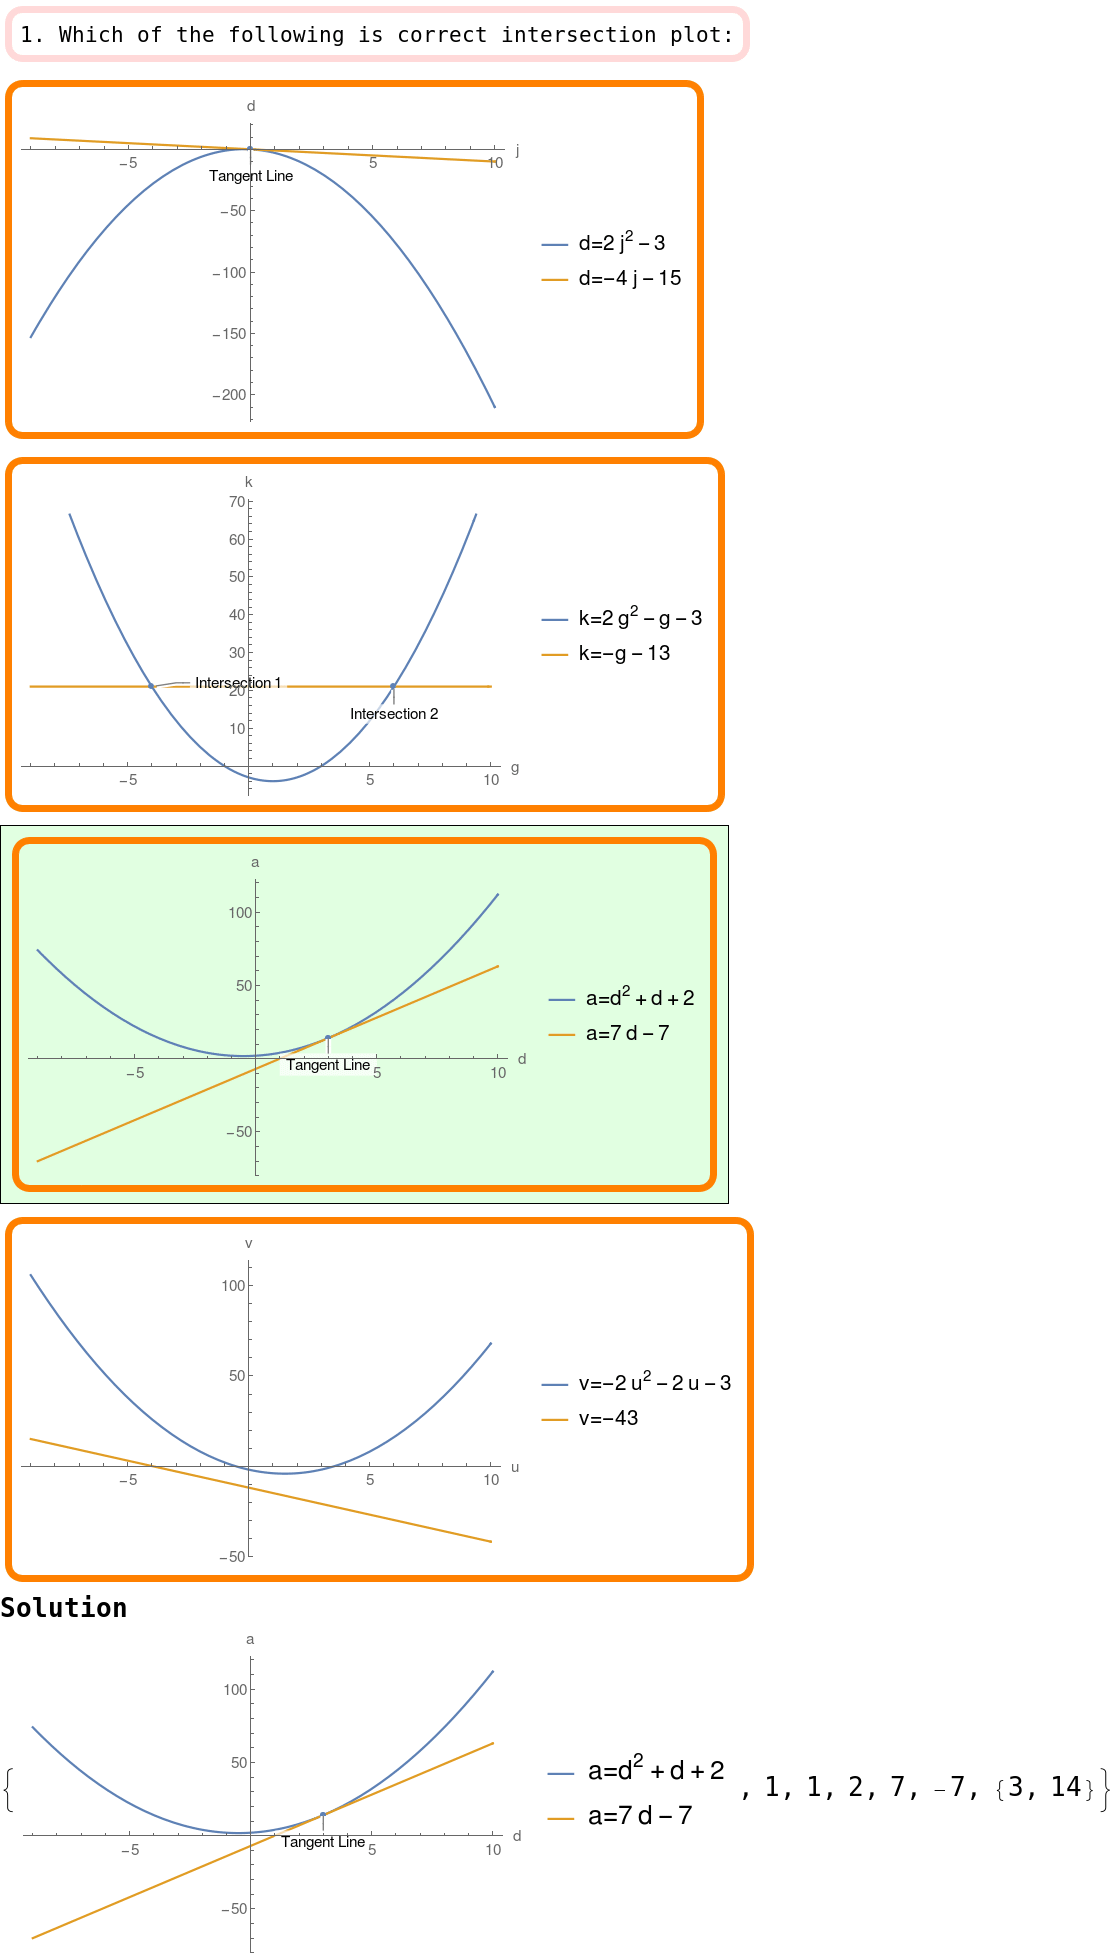 1. Which of the following is correct intersection plot:
d
j
−5
5
10
Tangent Line
−50
−100
−150
−200
d=2 j² − 3
d=−4 j − 15
k
70
60
50
40
30
20
10
Intersection 1
Intersection 2
−5
5
10
g
k=2 g² − g − 3
k=−g − 13
a
100
50
−50
−5
5
10
d
Tangent Line
a=d² + d + 2
a=7 d − 7
v
100
50
−50
−5
5
10
u
v=−2 u² − 2 u − 3
v=−43
Solution
a
100
50
−50
−5
5
10
d
Tangent Line
{ a=d² + d + 2 , 1, 1, 2, 7, −7, {3, 14}}
a=7 d − 7